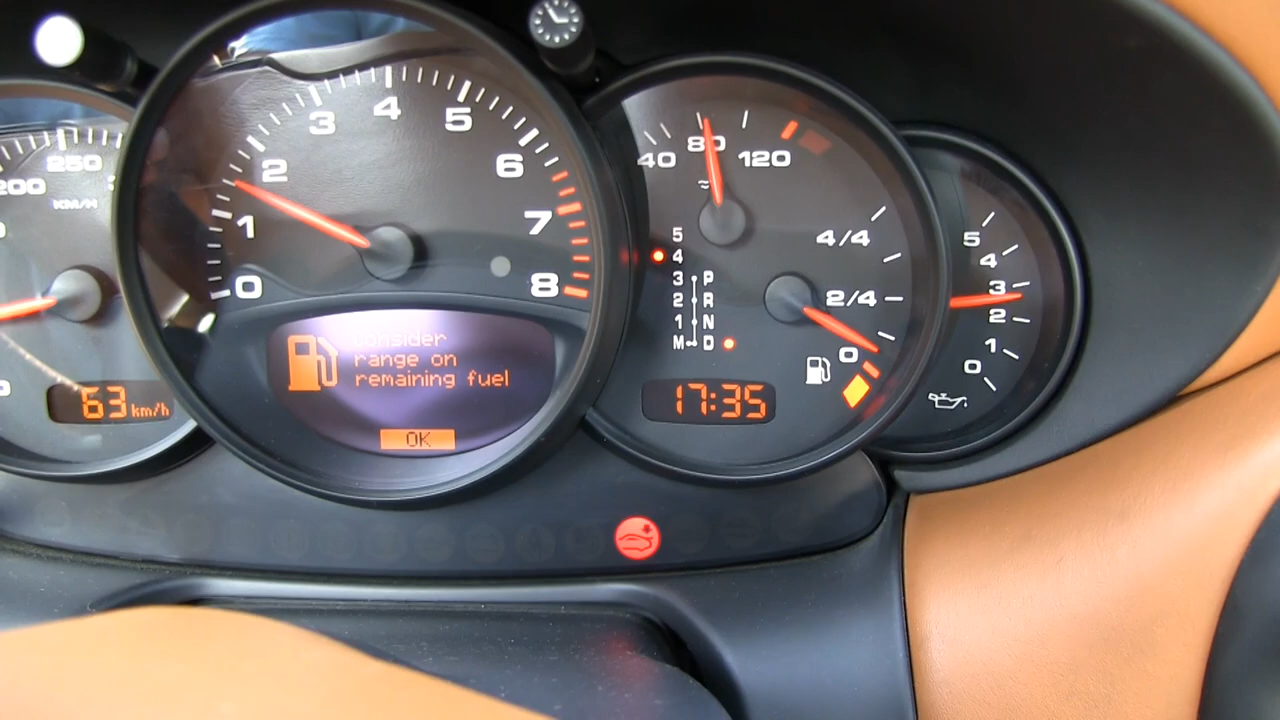 200
250
KM/H
63 km/h
0
1
2
3
4
5
6
7
8
Consider
range on
remaining fuel
OK
40
80
120
5
4
3 P
2 R
1 N
M D
4/4
2/4
0
17:35
5
4
3
2
1
0